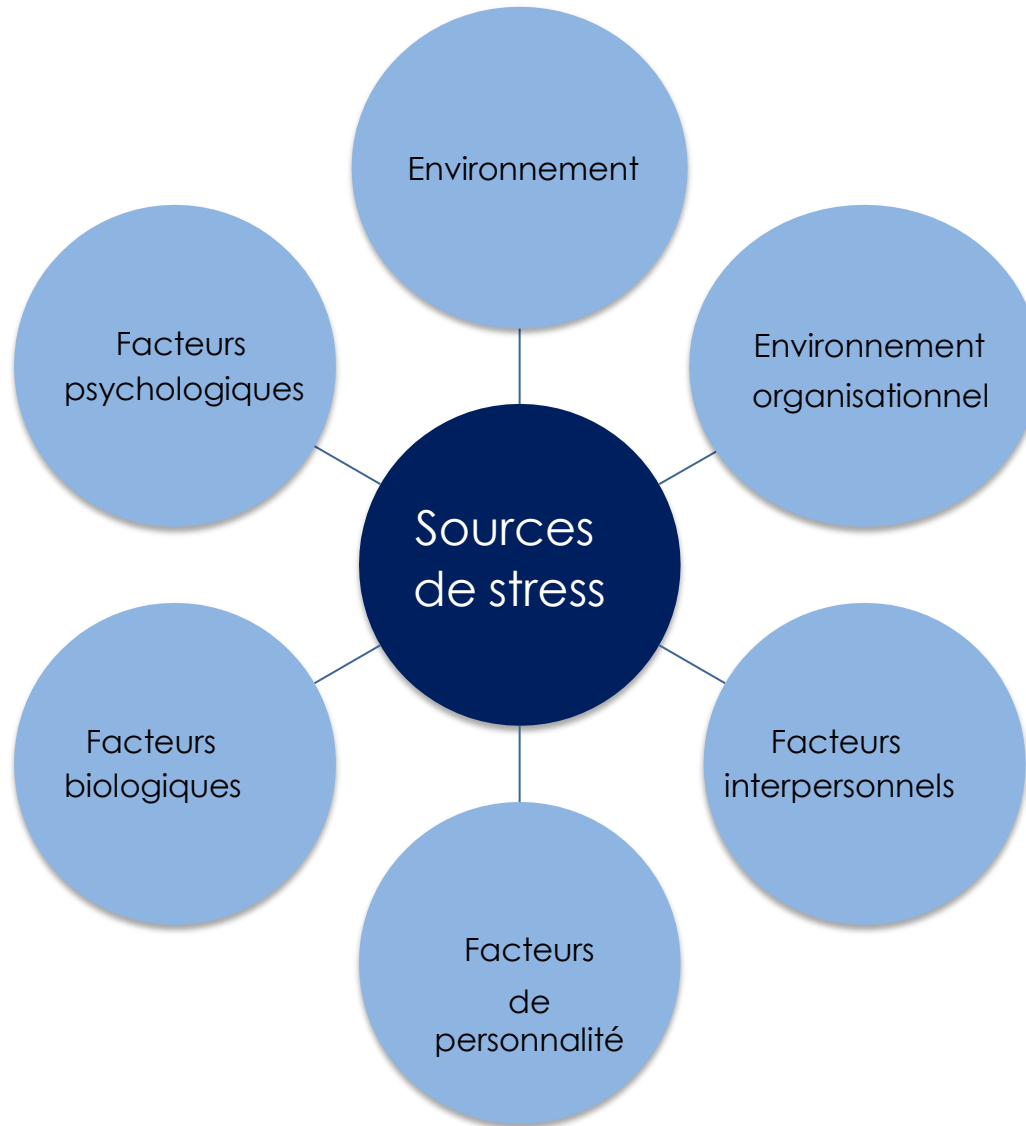 Environnement
Environnement
organisationnel
Facteurs
interpersonnels
Facteurs
de
personnalité
Facteurs
biologiques
Facteurs
psychologiques
Sources
de stress